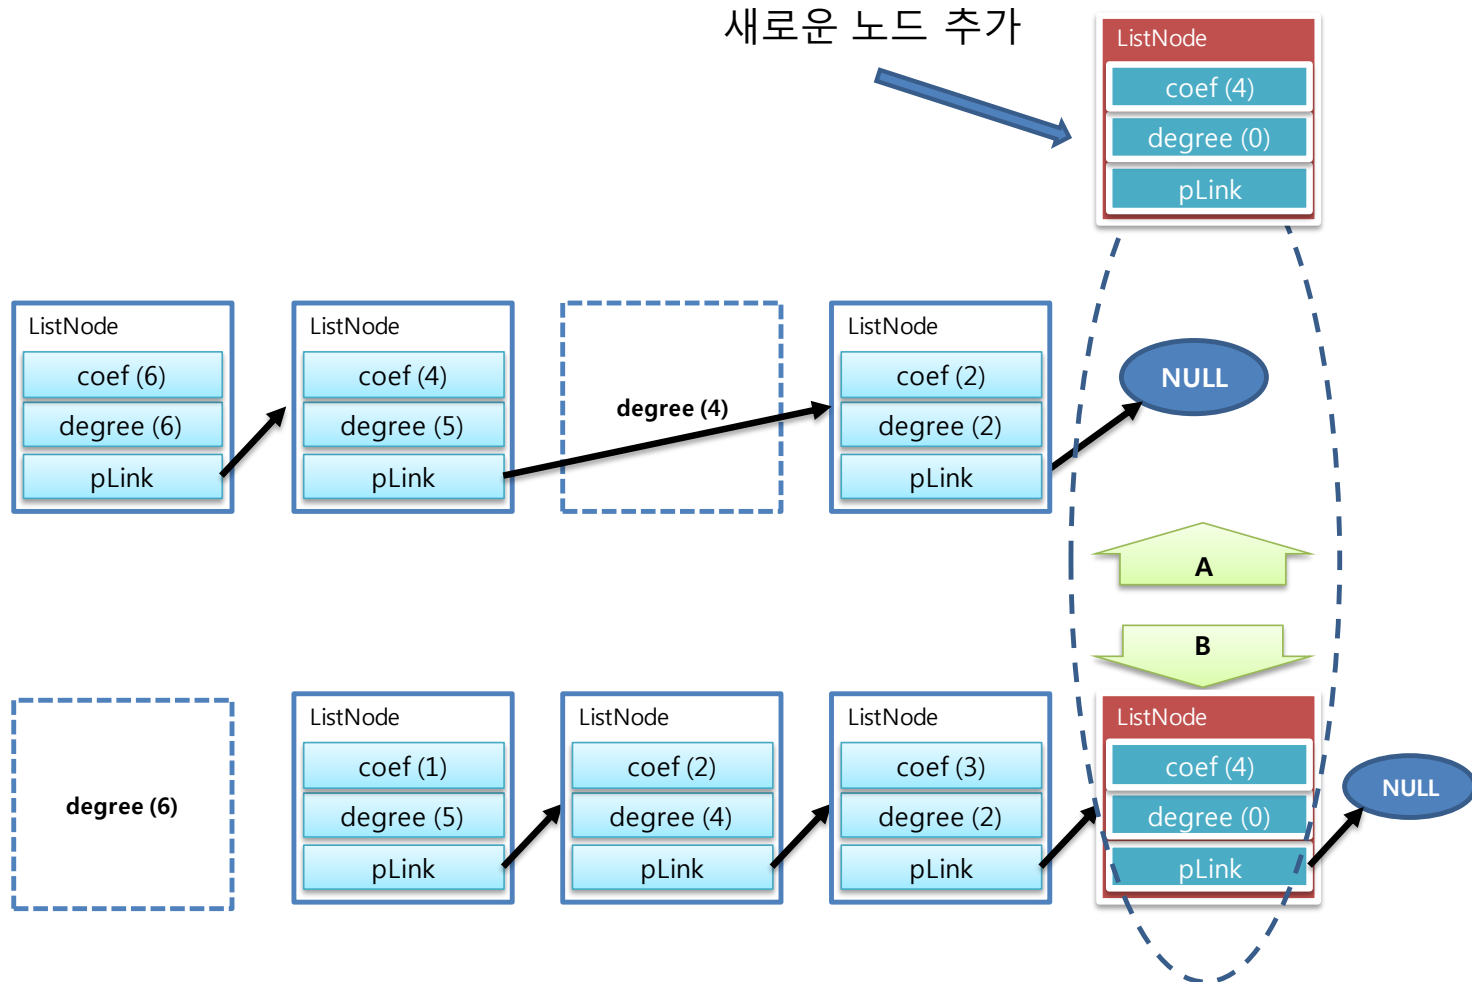 새로운 노드 추가
ListNode
coef (4)
degree (0)
pLink
ListNode
coef (6)
degree (6)
pLink
ListNode
coef (4)
degree (5)
pLink
degree (4)
ListNode
coef (2)
degree (2)
pLink
NULL
A
B
degree (6)
ListNode
coef (1)
degree (5)
pLink
ListNode
coef (2)
degree (4)
pLink
ListNode
coef (3)
degree (2)
pLink
ListNode
coef (4)
degree (0)
pLink
NULL